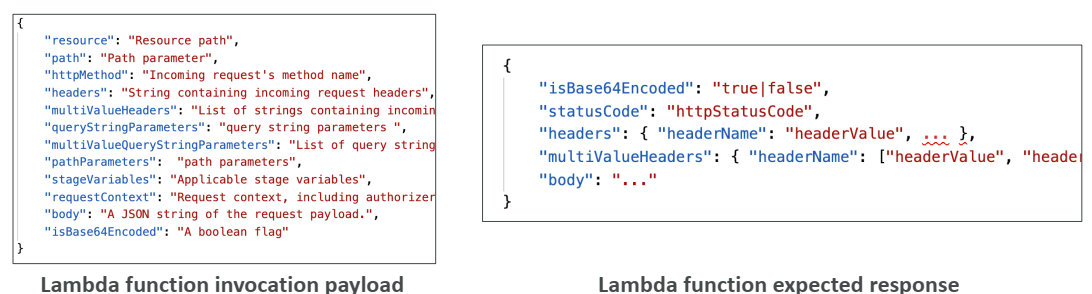 {
"resource": "Resource path",
"path": "Path parameter",
"httpMethod": "Incoming request's method name",
"headers": "String containing incoming request headers",
"multiValueHeaders": "List of strings containing incomin
"queryStringParameters": "query string parameters ",
"multiValueQueryStringParameters": "List of query string
"pathParameters":  "path parameters",
"stageVariables": "Applicable stage variables",
"requestContext": "Request context, including authorizer
"body": "A JSON string of the request payload.",
"isBase64Encoded": "A boolean flag"
}
Lambda function invocation payload
{
"isBase64Encoded": "true|false",
"statusCode": "httpStatusCode",
"headers": { "headerName": "headerValue", ... },
"multiValueHeaders": { "headerName": ["headerValue", "header
"body": "..."
}
Lambda function expected response